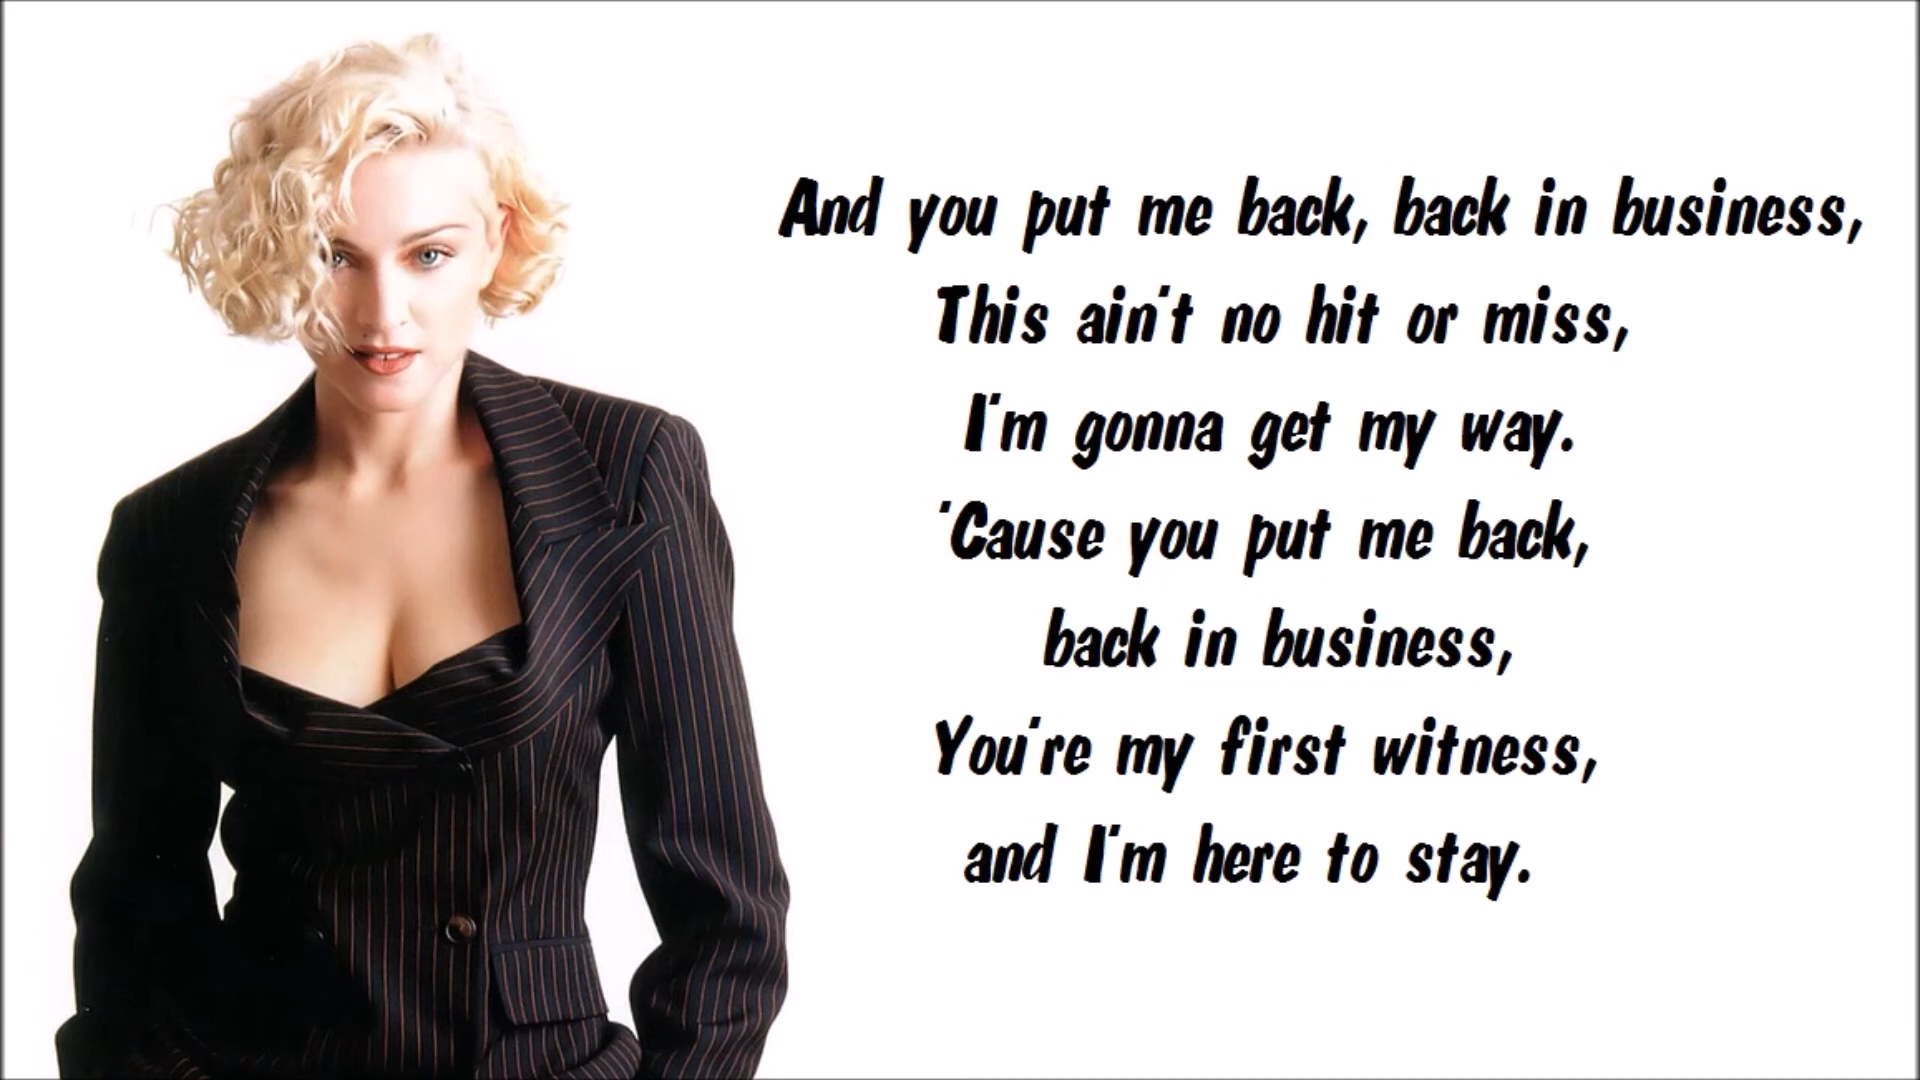 And you put me back, back in business,
This ain't no hit or miss,
I'm gonna get my way.
'Cause you put me back,
back in business,
You're my first witness,
and I'm here to stay.